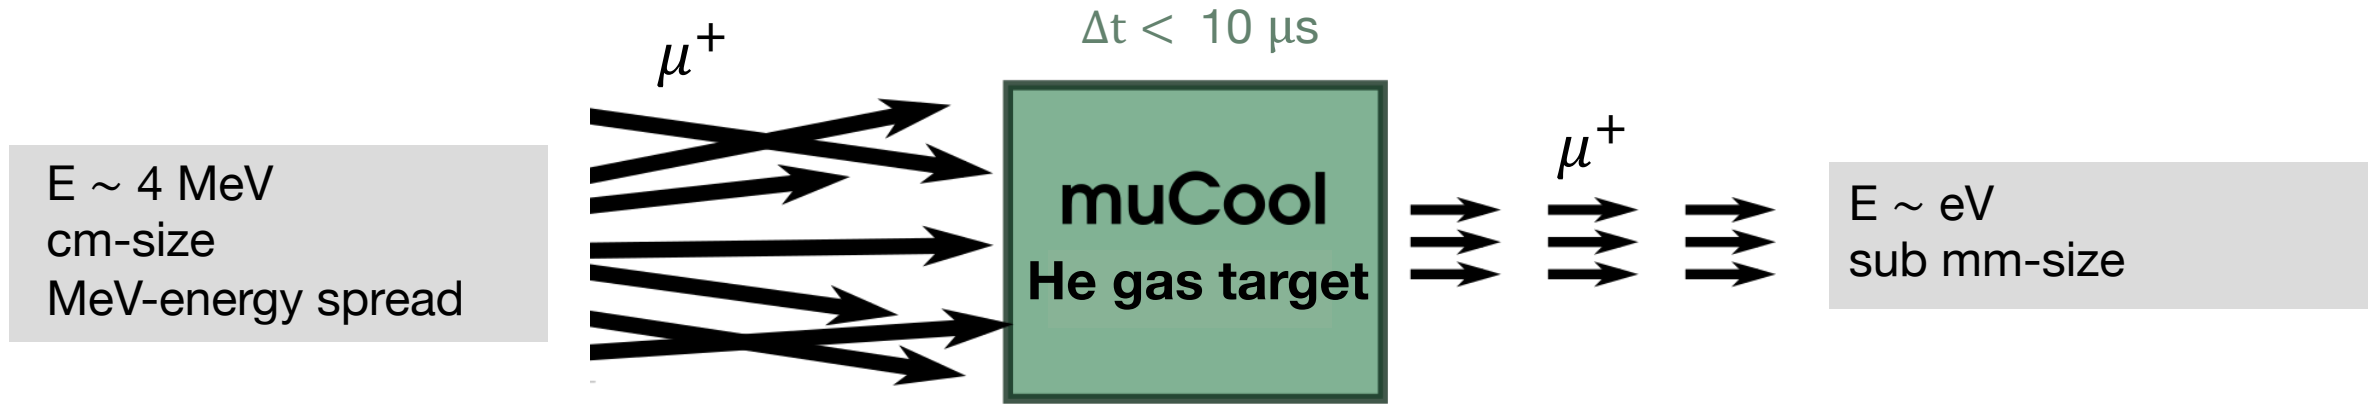 μ⁺
Δt < 10 μs
E ~ 4 MeV
cm-size
MeV-energy spread
muCool
He gas target
μ⁺
E ~ eV
sub mm-size